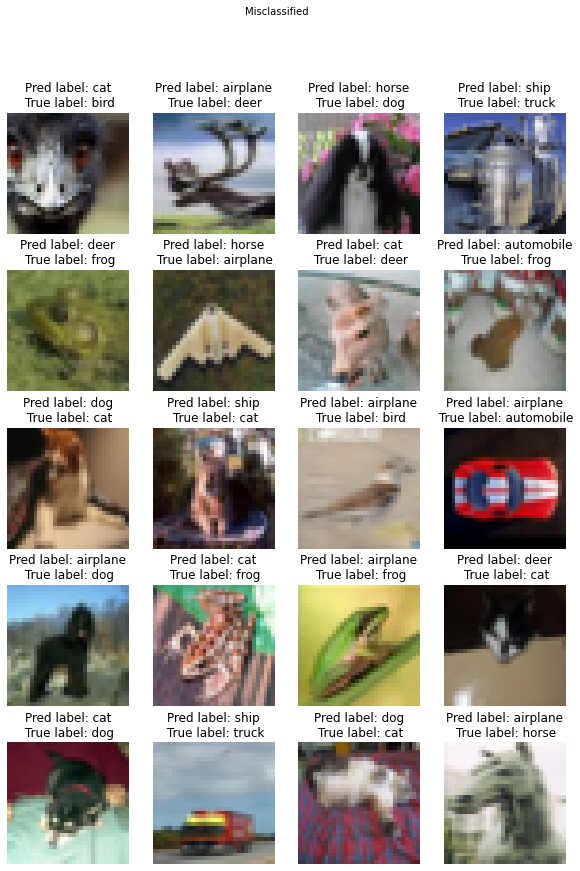 Misclassified
Pred label: cat
True label: bird
Pred label: airplane
True label: deer
Pred label: horse
True label: dog
Pred label: ship
True label: truck
Pred label: deer
True label: frog
Pred label: horse
True label: airplane
Pred label: cat
True label: deer
Pred label: automobile
True label: frog
Pred label: dog
True label: cat
Pred label: ship
True label: cat
Pred label: airplane
True label: bird
Pred label: airplane
True label: automobile
Pred label: airplane
True label: dog
Pred label: cat
True label: frog
Pred label: airplane
True label: frog
Pred label: deer
True label: cat
Pred label: cat
True label: dog
Pred label: ship
True label: truck
Pred label: dog
True label: cat
Pred label: airplane
True label: horse